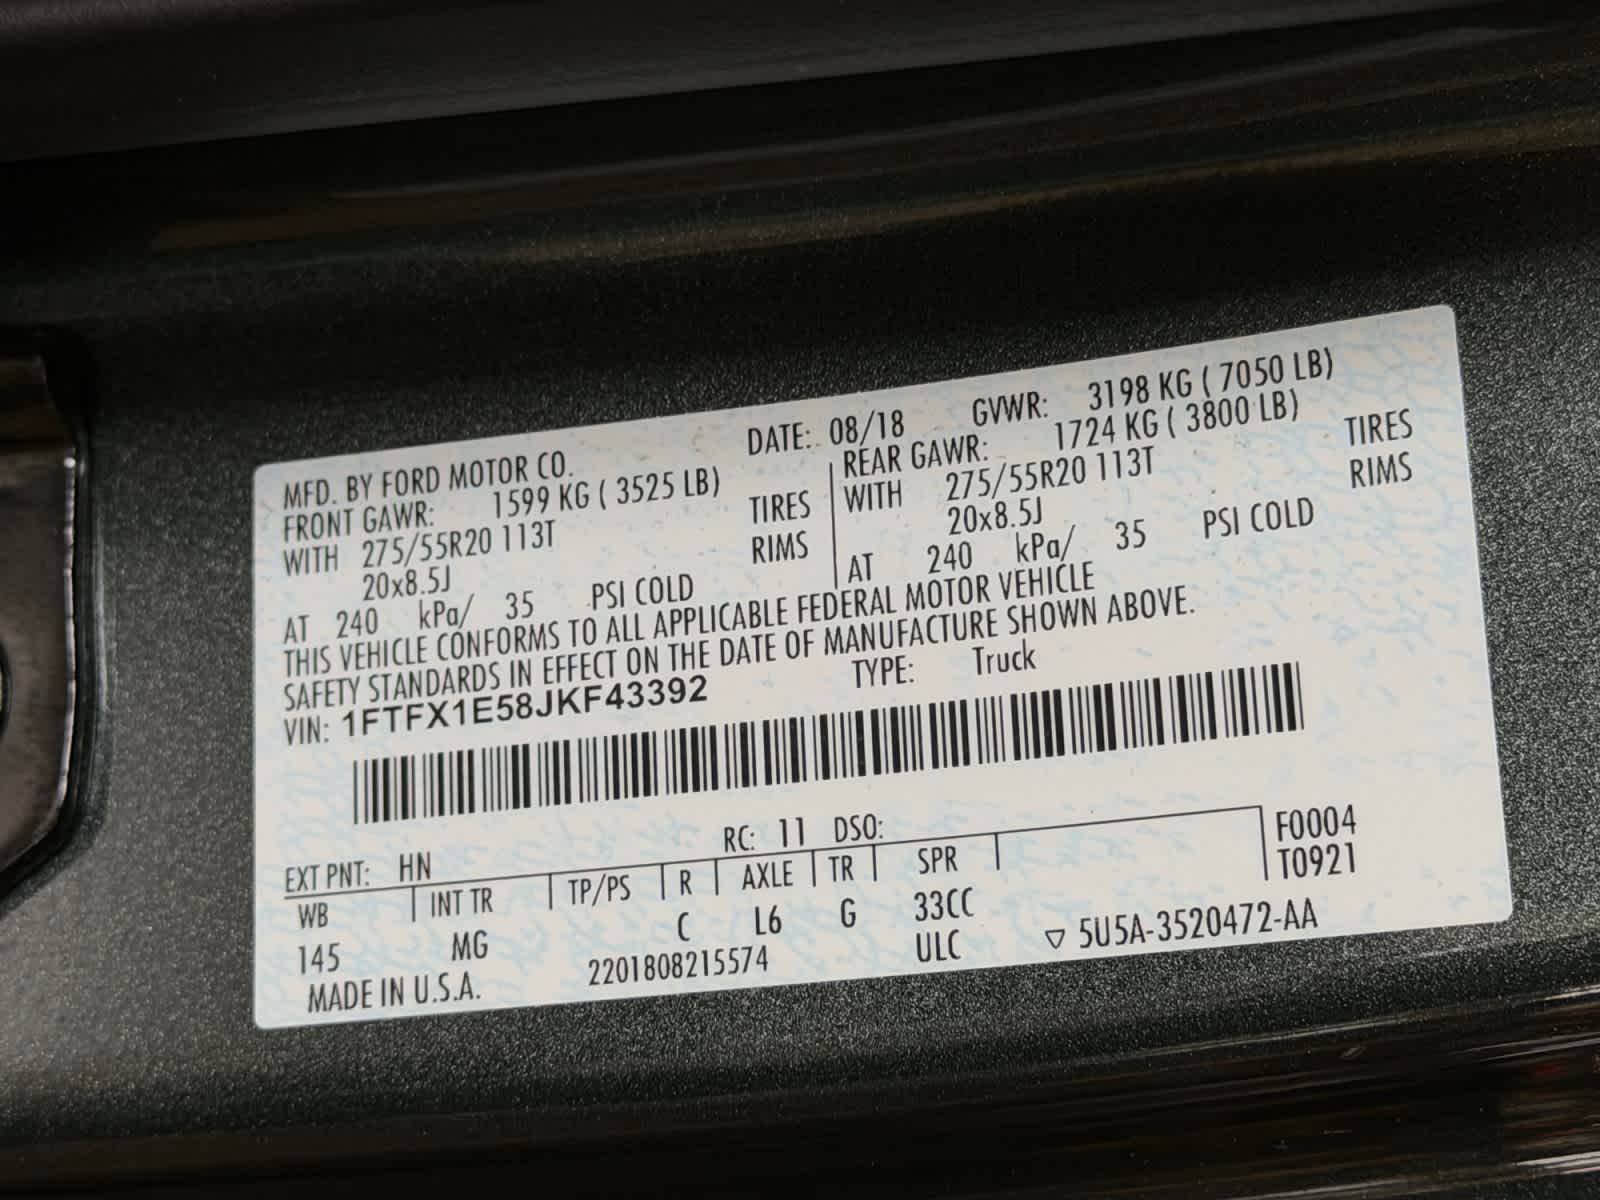 MFD. BY FORD MOTOR CO. DATE: 08/18 GVWR: 3198 KG ( 7050 LB)
FRONT GAWR: 1599 KG ( 3525 LB)
WITH 275/55R20 113T TIRES
20x8.5J RIMS
AT 240 kPa/ 35 PSI COLD
REAR GAWR: 1724 KG ( 3800 LB)
WITH 275/55R20 113T TIRES
20x8.5J RIMS
AT 240 kPa/ 35 PSI COLD
THIS VEHICLE CONFORMS TO ALL APPLICABLE FEDERAL MOTOR VEHICLE
SAFETY STANDARDS IN EFFECT ON THE DATE OF MANUFACTURE SHOWN ABOVE.
VIN: 1FTFX1E58JKF43392 TYPE: Truck
EXT PNT: HN RC: 11 DSO: F0004
WB INT TR TP/PS R AXLE TR SPR T0921
145 MG C L6 G 33CC
MADE IN U.S.A. 2201808215574 ULC ▽ 5U5A-3520472-AA